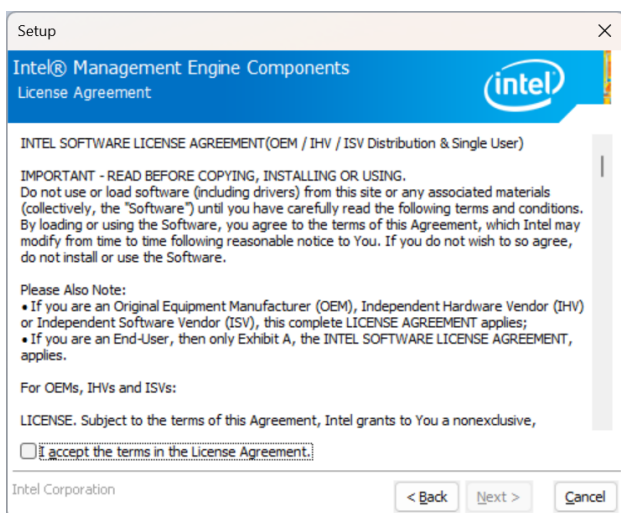 Setup
Intel® Management Engine Components
License Agreement
intel
INTEL SOFTWARE LICENSE AGREEMENT(OEM / IHV / ISV Distribution & Single User)
IMPORTANT - READ BEFORE COPYING, INSTALLING OR USING.
Do not use or load software (including drivers) from this site or any associated materials
(collectively, the "Software") until you have carefully read the following terms and conditions.
By loading or using the Software, you agree to the terms of this Agreement, which Intel may
modify from time to time following reasonable notice to You. If you do not wish to so agree,
do not install or use the Software.
Please Also Note:
• If you are an Original Equipment Manufacturer (OEM), Independent Hardware Vendor (IHV)
or Independent Software Vendor (ISV), this complete LICENSE AGREEMENT applies;
• If you are an End-User, then only Exhibit A, the INTEL SOFTWARE LICENSE AGREEMENT,
applies.
For OEMs, IHVs and ISVs:
LICENSE. Subject to the terms of this Agreement, Intel grants to You a nonexclusive,
I accept the terms in the License Agreement.
Intel Corporation
< Back Next > Cancel